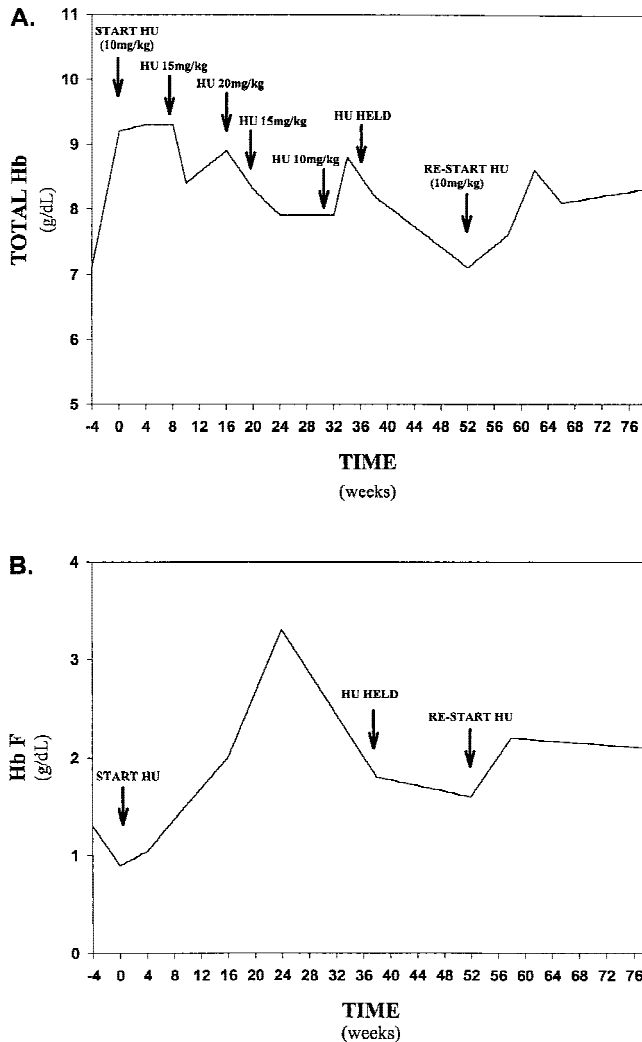 A.
START HU
(10mg/kg)
HU 15mg/kg
HU 20mg/kg
HU 15mg/kg
HU 10mg/kg
HU HELD
RE-START HU
(10mg/kg)
TOTAL Hb
(g/dL)
11
10
9
8
7
6
5
-4 0 4 8 12 16 20 24 28 32 36 40 44 48 52 56 60 64 68 72 76
TIME
(weeks)
B.
START HU
HU HELD
RE-START HU
Hb F
(g/dL)
4
3
2
1
0
-4 0 4 8 12 16 20 24 28 32 36 40 44 48 52 56 60 64 68 72 76
TIME
(weeks)